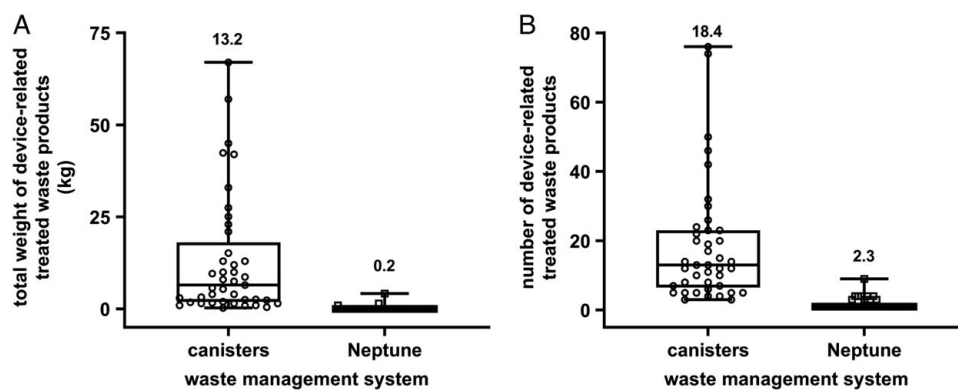 A
total weight of device-related
treated waste products
(kg)
75
50
25
0
13.2
0.2
canisters
Neptune
waste management system
B
number of device-related
treated waste products
80
60
40
20
0
18.4
2.3
canisters
Neptune
waste management system